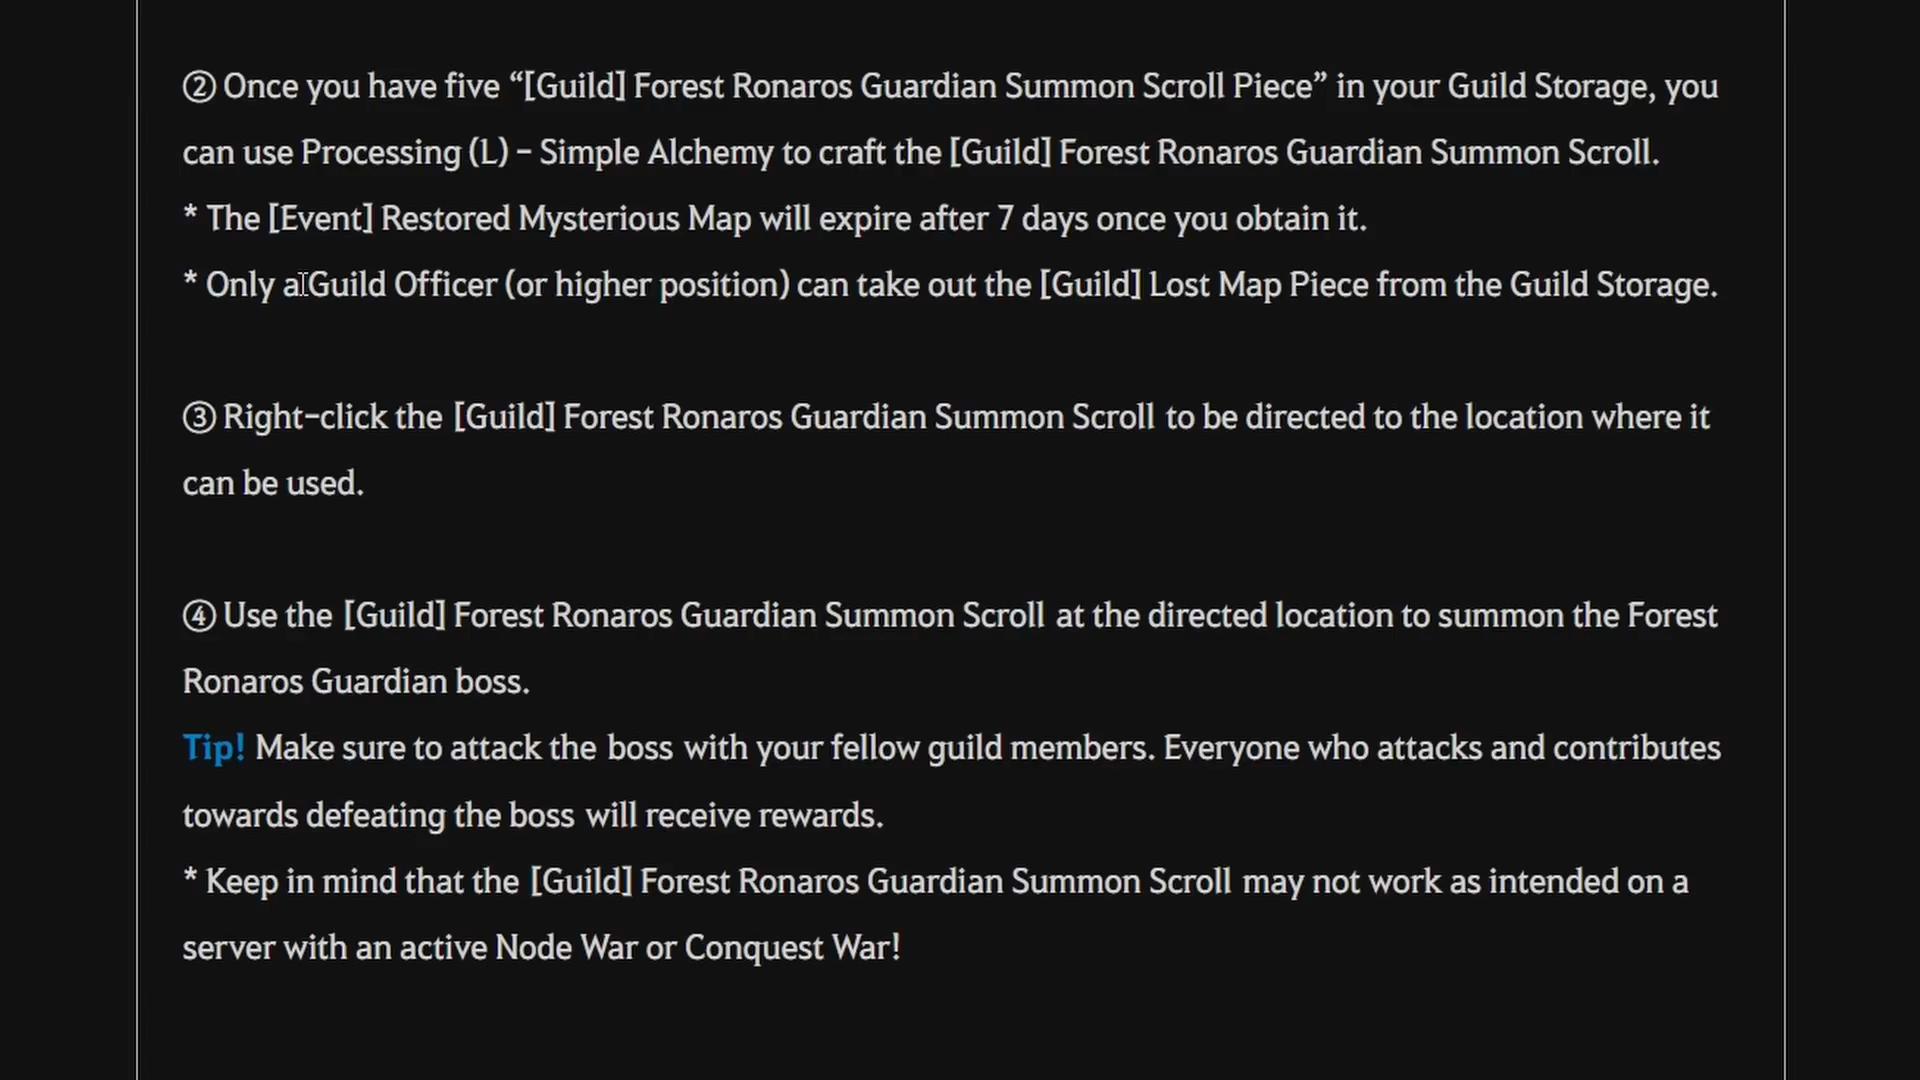 ② Once you have five “[Guild] Forest Ronaros Guardian Summon Scroll Piece” in your Guild Storage, you
can use Processing (L) – Simple Alchemy to craft the [Guild] Forest Ronaros Guardian Summon Scroll.
* The [Event] Restored Mysterious Map will expire after 7 days once you obtain it.
* Only a Guild Officer (or higher position) can take out the [Guild] Lost Map Piece from the Guild Storage.
③ Right-click the [Guild] Forest Ronaros Guardian Summon Scroll to be directed to the location where it
can be used.
④ Use the [Guild] Forest Ronaros Guardian Summon Scroll at the directed location to summon the Forest
Ronaros Guardian boss.
Tip! Make sure to attack the boss with your fellow guild members. Everyone who attacks and contributes
towards defeating the boss will receive rewards.
* Keep in mind that the [Guild] Forest Ronaros Guardian Summon Scroll may not work as intended on a
server with an active Node War or Conquest War!